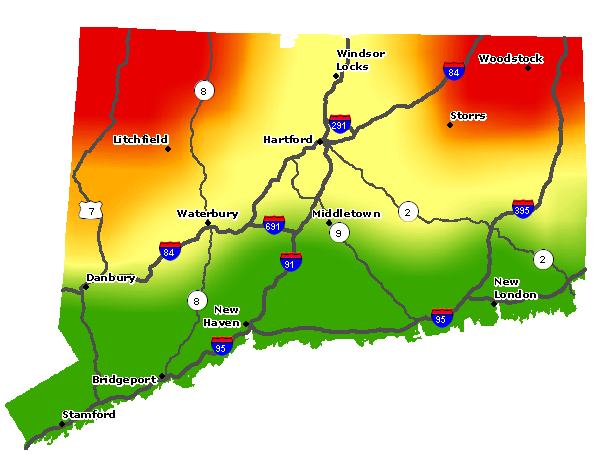 Windsor
Locks
Woodstock
84
8
Storrs
291
Litchfield
Hartford
7
2
395
Waterbury
Middletown
691
9
84
91
2
Danbury
New
London
8
New
Haven
95
95
Bridgeport
Stamford